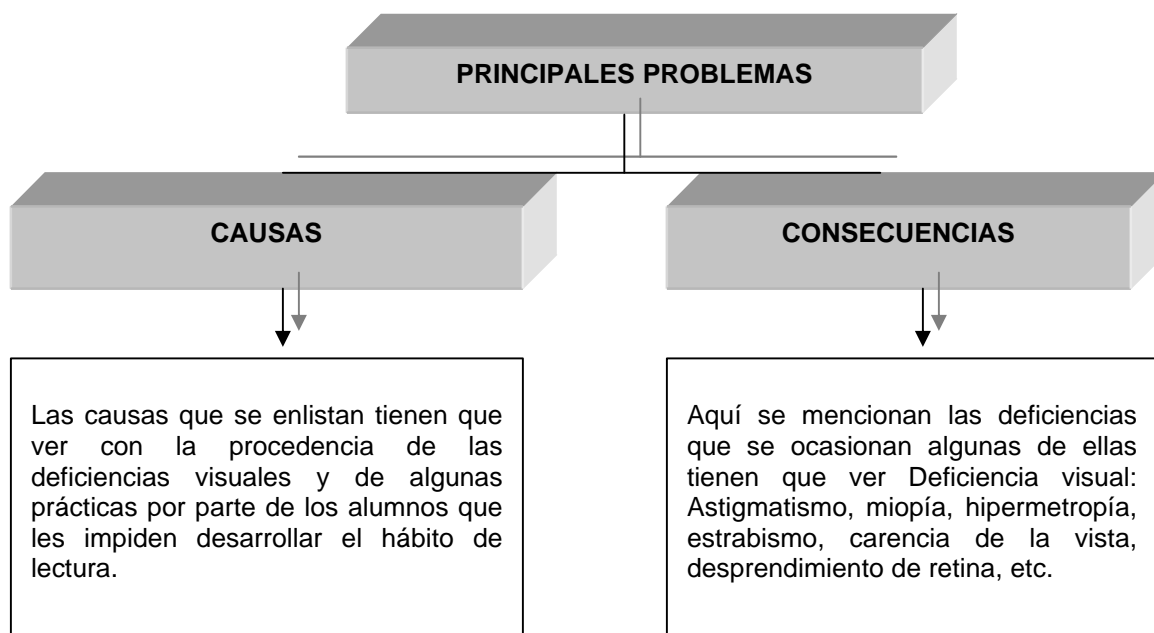 PRINCIPALES PROBLEMAS
CAUSAS
CONSECUENCIAS
Las causas que se enlistan tienen que
ver con la procedencia de las
deficiencias visuales y de algunas
prácticas por parte de los alumnos que
les impiden desarrollar el hábito de
lectura.
Aquí se mencionan las deficiencias
que se ocasionan algunas de ellas
tienen que ver Deficiencia visual:
Astigmatismo, miopía, hipermetropía,
estrabismo, carencia de la vista,
desprendimiento de retina, etc.